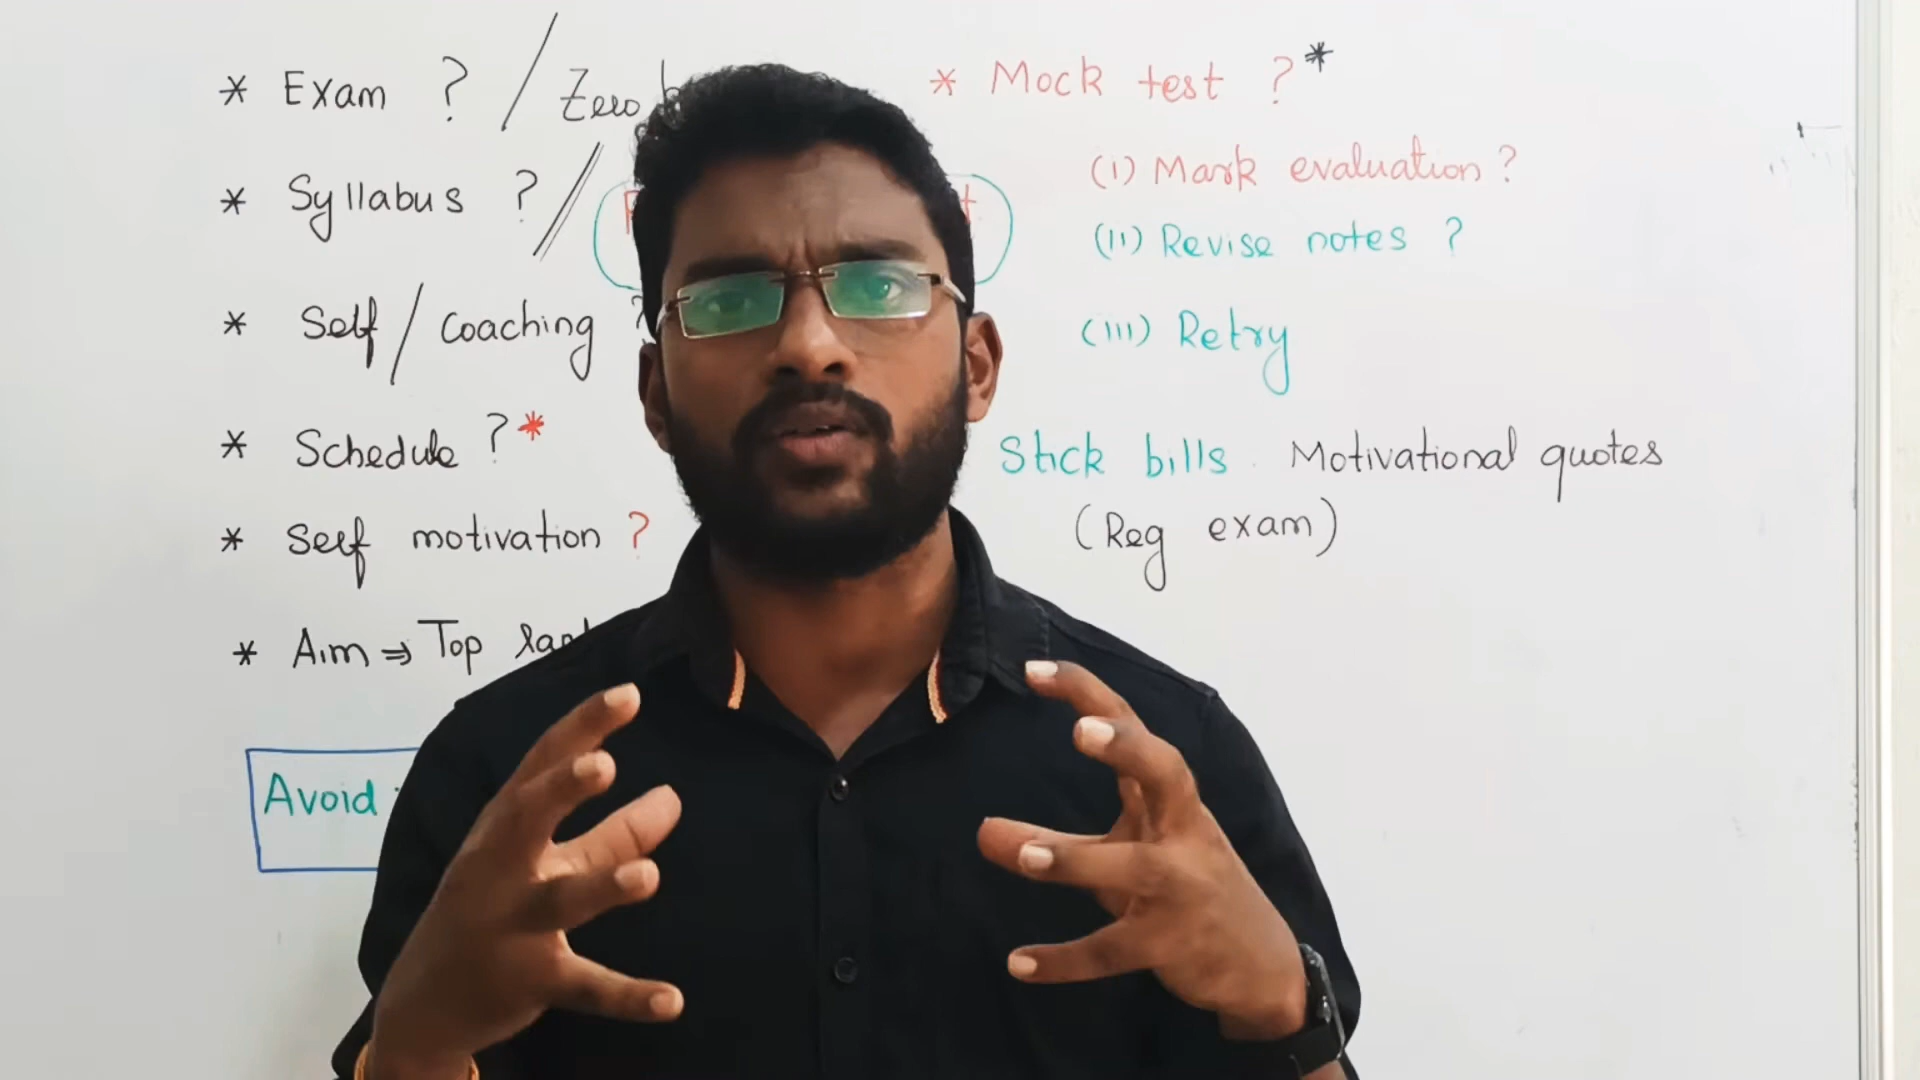 * Exam ? / Zero
* Syllabus ? //
* Self / Coaching ?
* Schedule ? *
* Self motivation ?
* Aim ⇒ Top
Avoid
* Mock test ? *
(i) Mark evaluation ?
(ii) Revise notes ?
(iii) Retry
Stick bills. Motivational quotes
(Reg exam)